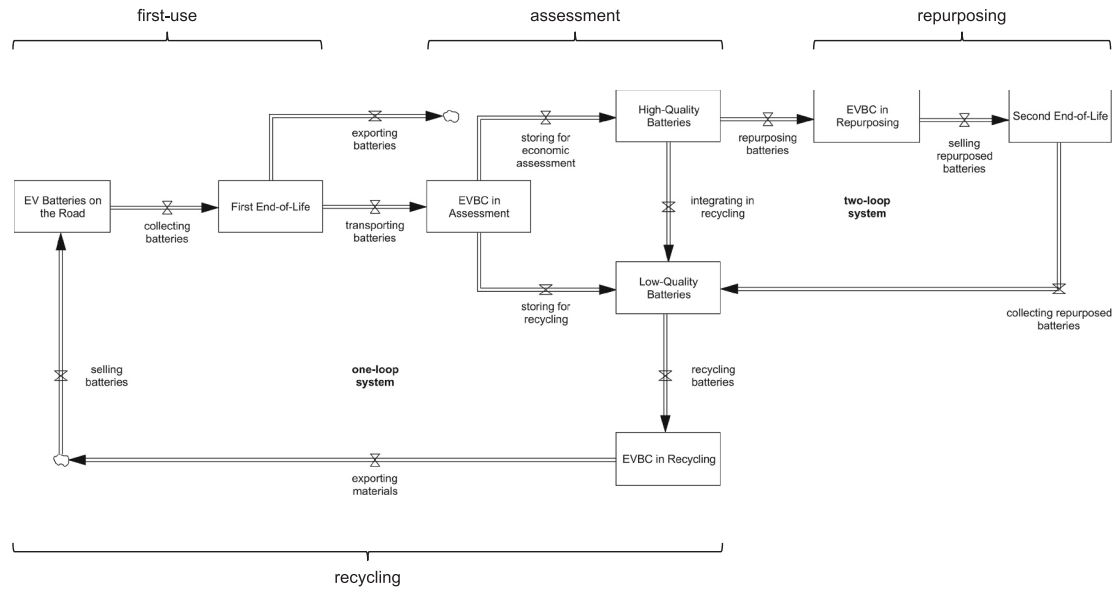 first-use
assessment
repurposing
exporting
batteries
storing for
economic
assessment
High-Quality
Batteries
repurposing
batteries
EVBC in
Repurposing
selling
repurposed
batteries
Second End-of-Life
EV Batteries on
the Road
collecting
batteries
First End-of-Life
transporting
batteries
EVBC in
Assessment
integrating in
recycling
two-loop
system
storing for
recycling
Low-Quality
Batteries
collecting repurposed
batteries
selling
batteries
one-loop
system
recycling
batteries
EVBC in Recycling
exporting
materials
recycling